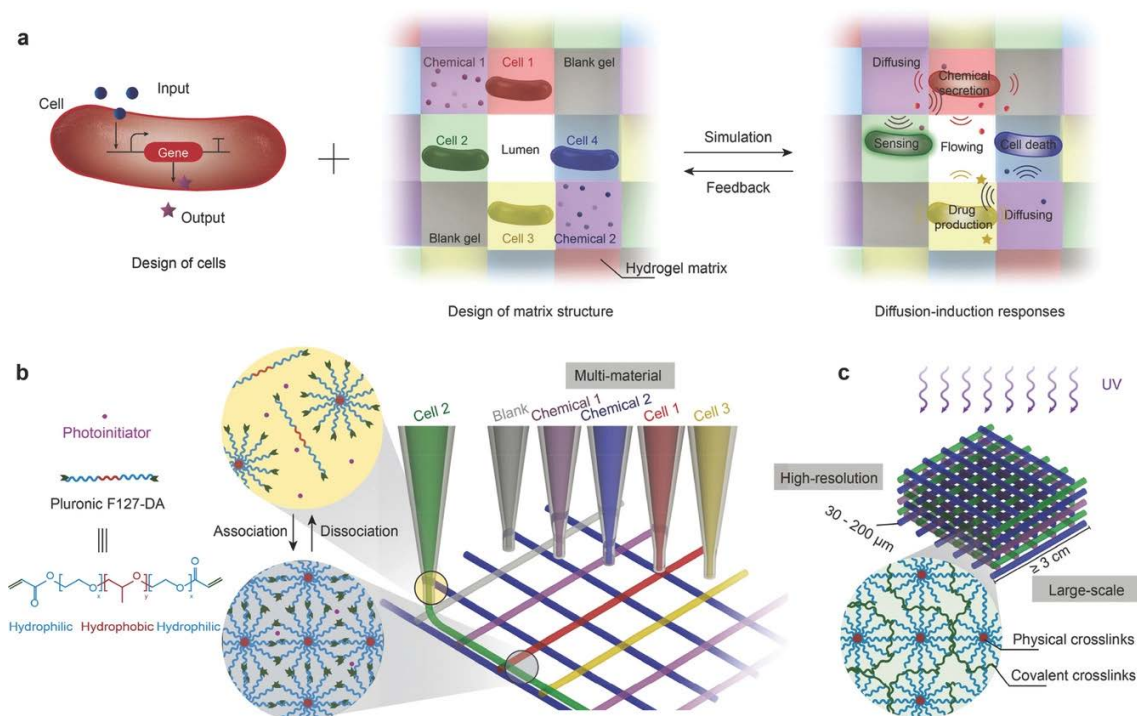 a
Cell
Input
Gene
Output
Design of cells
Chemical 1
Cell 1
Blank gel
Cell 2
Lumen
Cell 4
Blank gel
Cell 3
Chemical 2
Hydrogel matrix
Design of matrix structure
Simulation
Feedback
Diffusing
Chemical
secretion
Sensing
Flowing
Cell death
Drug
production
Diffusing
Diffusion-induction responses
b
Photoinitiator
Pluronic F127-DA
O
O
O
x
y
O
x
O
O
Hydrophilic
Hydrophobic
Hydrophilic
Association
Dissociation
Multi-material
Cell 2
Blank
Chemical 1
Chemical 2
Cell 1
Cell 3
c
UV
High-resolution
30 - 200 μm
≥ 3 cm
Large-scale
Physical crosslinks
Covalent crosslinks